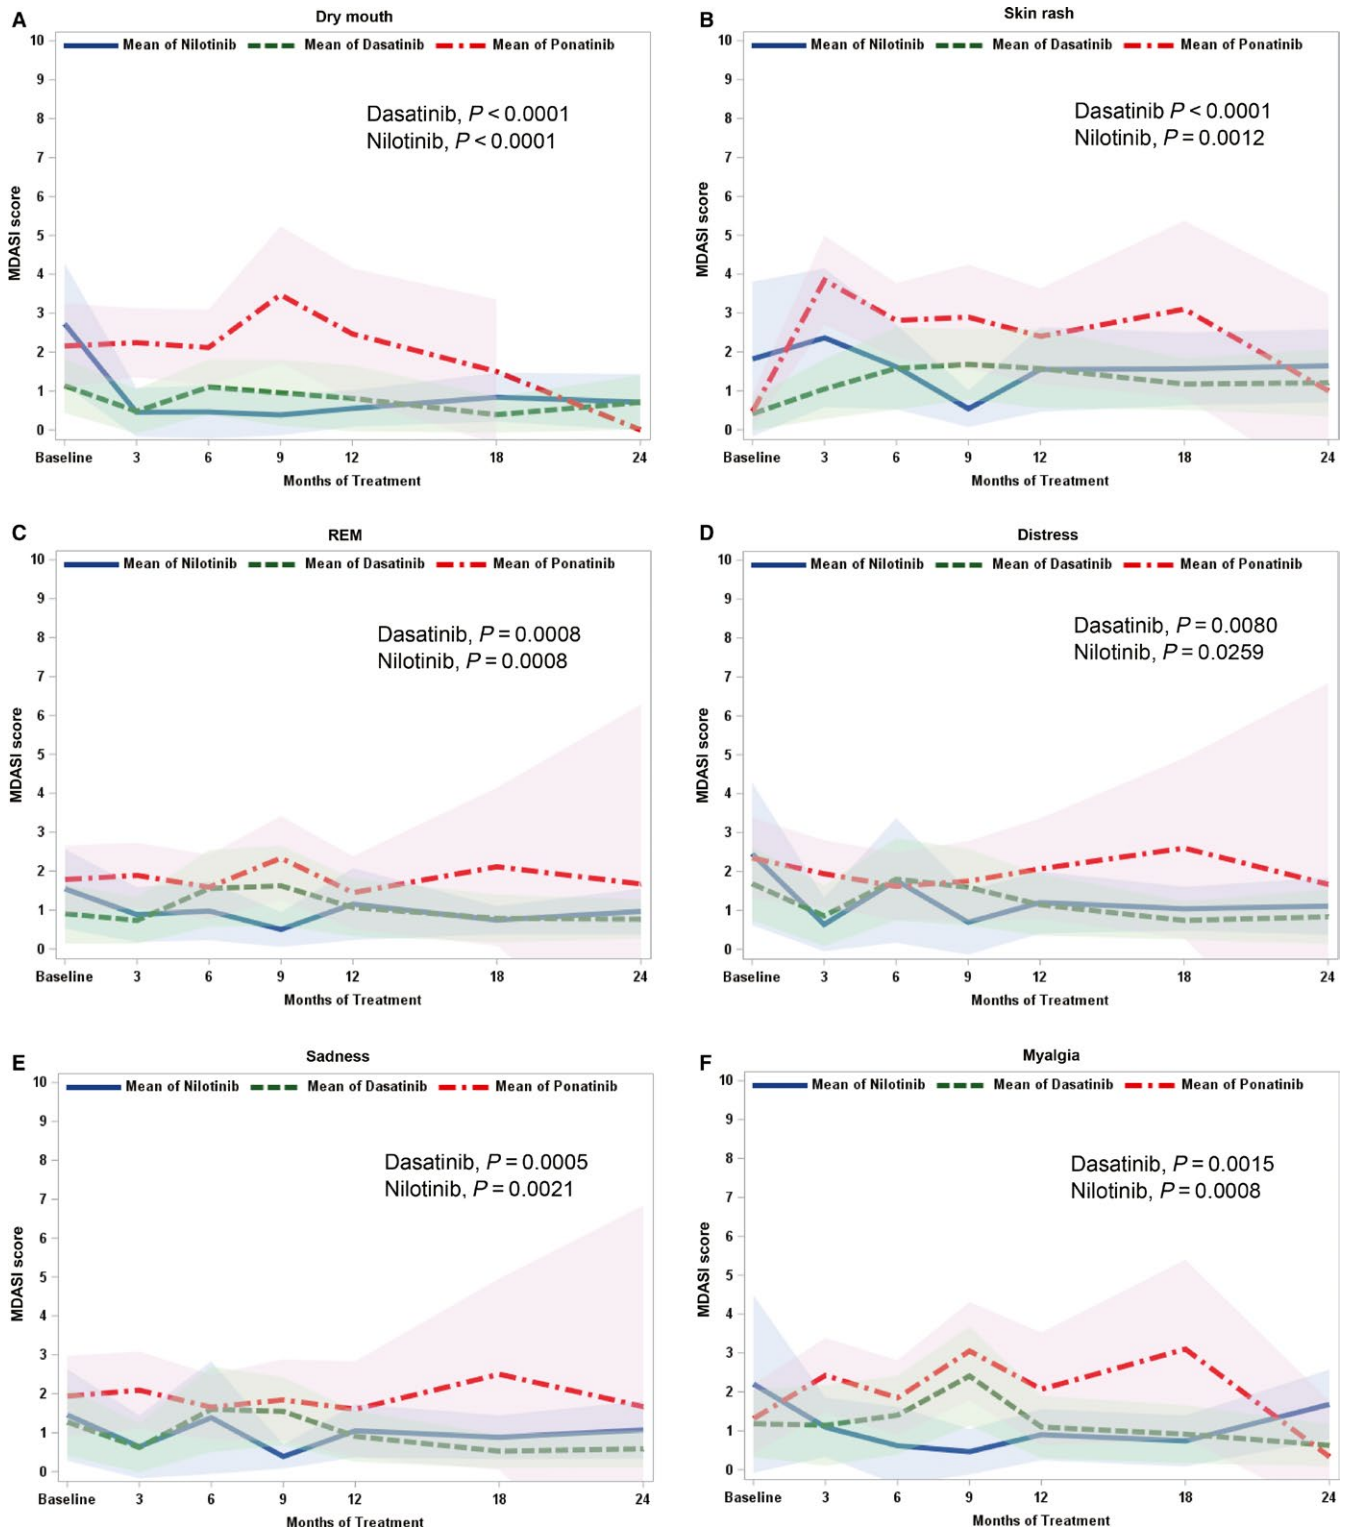 A
Dry mouth
Mean of Nilotinib Mean of Dasatinib Mean of Ponatinib
Dasatinib, P < 0.0001
Nilotinib, P < 0.0001
MDASI score
10
9
8
7
6
5
4
3
2
1
0
Baseline 3 6 9 12 18 24
Months of Treatment
B
Skin rash
Mean of Nilotinib Mean of Dasatinib Mean of Ponatinib
Dasatinib P < 0.0001
Nilotinib, P = 0.0012
MDASI score
10
9
8
7
6
5
4
3
2
1
0
Baseline 3 6 9 12 18 24
Months of Treatment
C
REM
Mean of Nilotinib Mean of Dasatinib Mean of Ponatinib
Dasatinib, P = 0.0008
Nilotinib, P = 0.0008
MDASI score
10
9
8
7
6
5
4
3
2
1
0
Baseline 3 6 9 12 18 24
Months of Treatment
D
Distress
Mean of Nilotinib Mean of Dasatinib Mean of Ponatinib
Dasatinib, P = 0.0080
Nilotinib, P = 0.0259
MDASI score
10
9
8
7
6
5
4
3
2
1
0
Baseline 3 6 9 12 18 24
Months of Treatment
E
Sadness
Mean of Nilotinib Mean of Dasatinib Mean of Ponatinib
Dasatinib, P = 0.0005
Nilotinib, P = 0.0021
MDASI score
10
9
8
7
6
5
4
3
2
1
0
Baseline 3 6 9 12 18 24
Months of Treatment
F
Myalgia
Mean of Nilotinib Mean of Dasatinib Mean of Ponatinib
Dasatinib, P = 0.0015
Nilotinib, P = 0.0008
MDASI score
10
9
8
7
6
5
4
3
2
1
0
Baseline 3 6 9 12 18 24
Months of Treatment